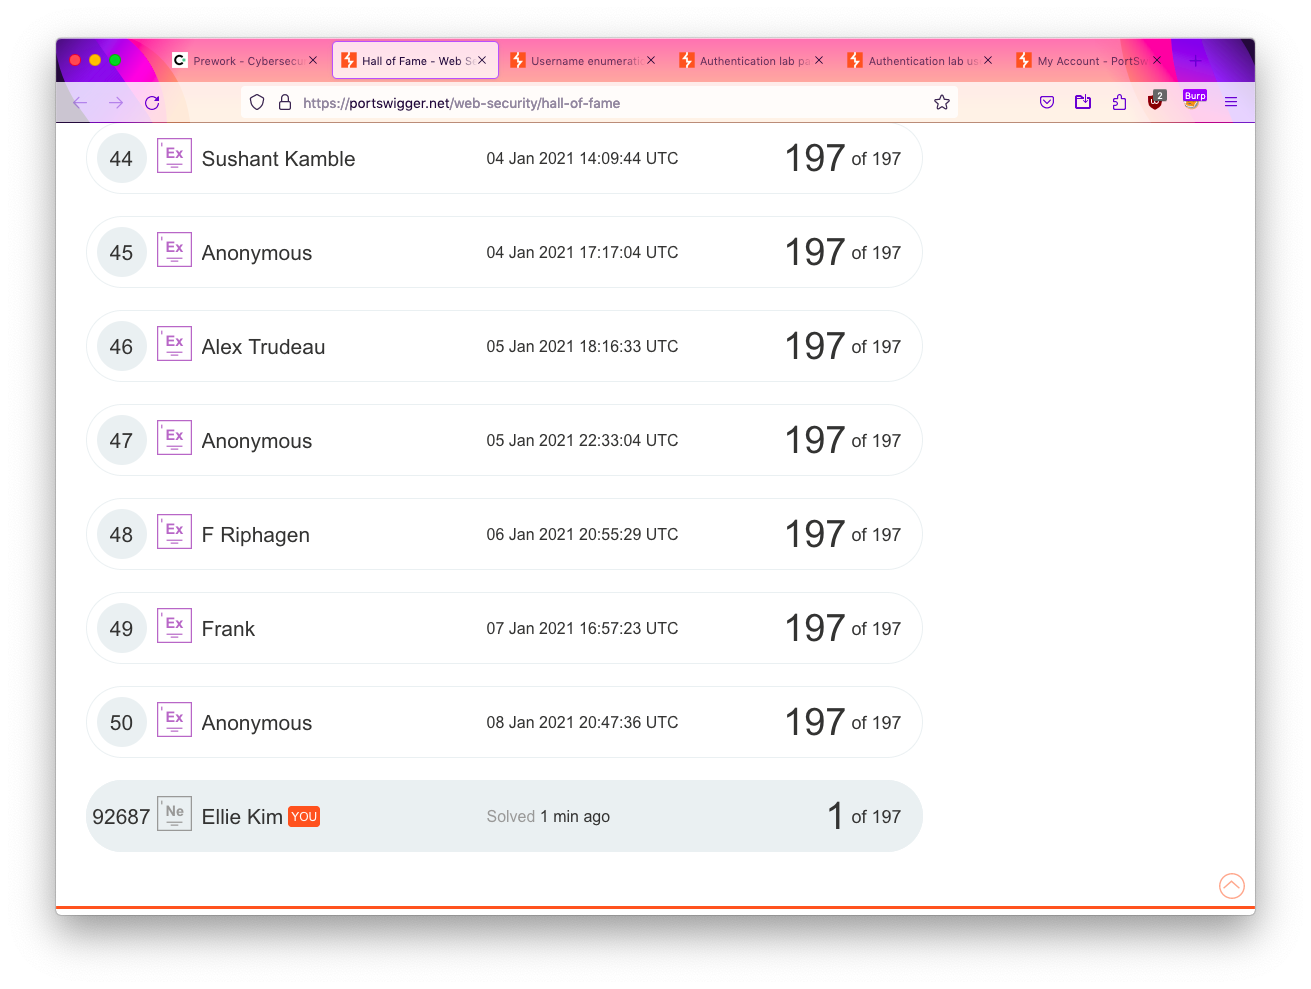 Prework - Cybersecu
Hall of Fame - Web Se
Username enumerati
Authentication lab pa
Authentication lab us
My Account - PortSw
https://portswigger.net/web-security/hall-of-fame
2
Burp
44 Ex Sushant Kamble 04 Jan 2021 14:09:44 UTC 197 of 197
45 Ex Anonymous 04 Jan 2021 17:17:04 UTC 197 of 197
46 Ex Alex Trudeau 05 Jan 2021 18:16:33 UTC 197 of 197
47 Ex Anonymous 05 Jan 2021 22:33:04 UTC 197 of 197
48 Ex F Riphagen 06 Jan 2021 20:55:29 UTC 197 of 197
49 Ex Frank 07 Jan 2021 16:57:23 UTC 197 of 197
50 Ex Anonymous 08 Jan 2021 20:47:36 UTC 197 of 197
92687 Ne Ellie Kim YOU Solved 1 min ago 1 of 197